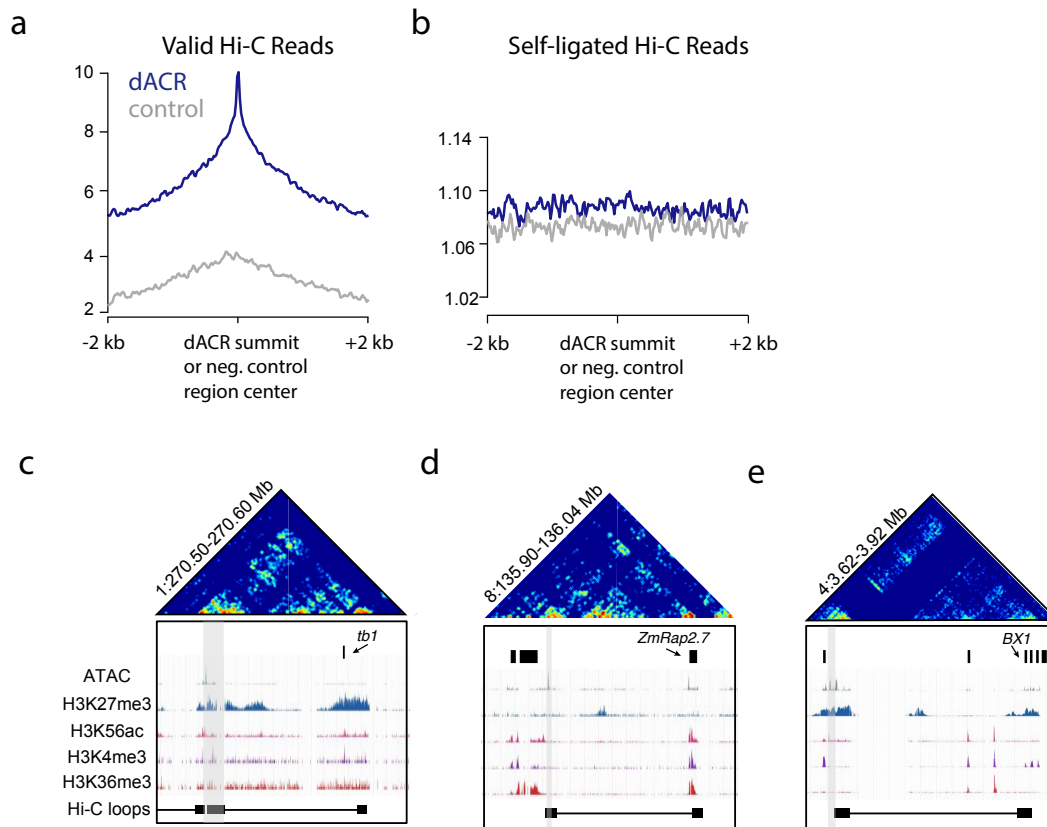 a
Valid Hi-C Reads
dACR
control
10
8
6
4
2
-2 kb
dACR summit
or neg. control
region center
+2 kb
b
Self-ligated Hi-C Reads
1.14
1.10
1.06
1.02
-2 kb
dACR summit
or neg. control
region center
+2 kb
c
1:270.50-270.60 Mb
tb1
ATAC
H3K27me3
H3K56ac
H3K4me3
H3K36me3
Hi-C loops
d
8:135.90-136.04 Mb
ZmRap2.7
e
4:3.62-3.92 Mb
BX1